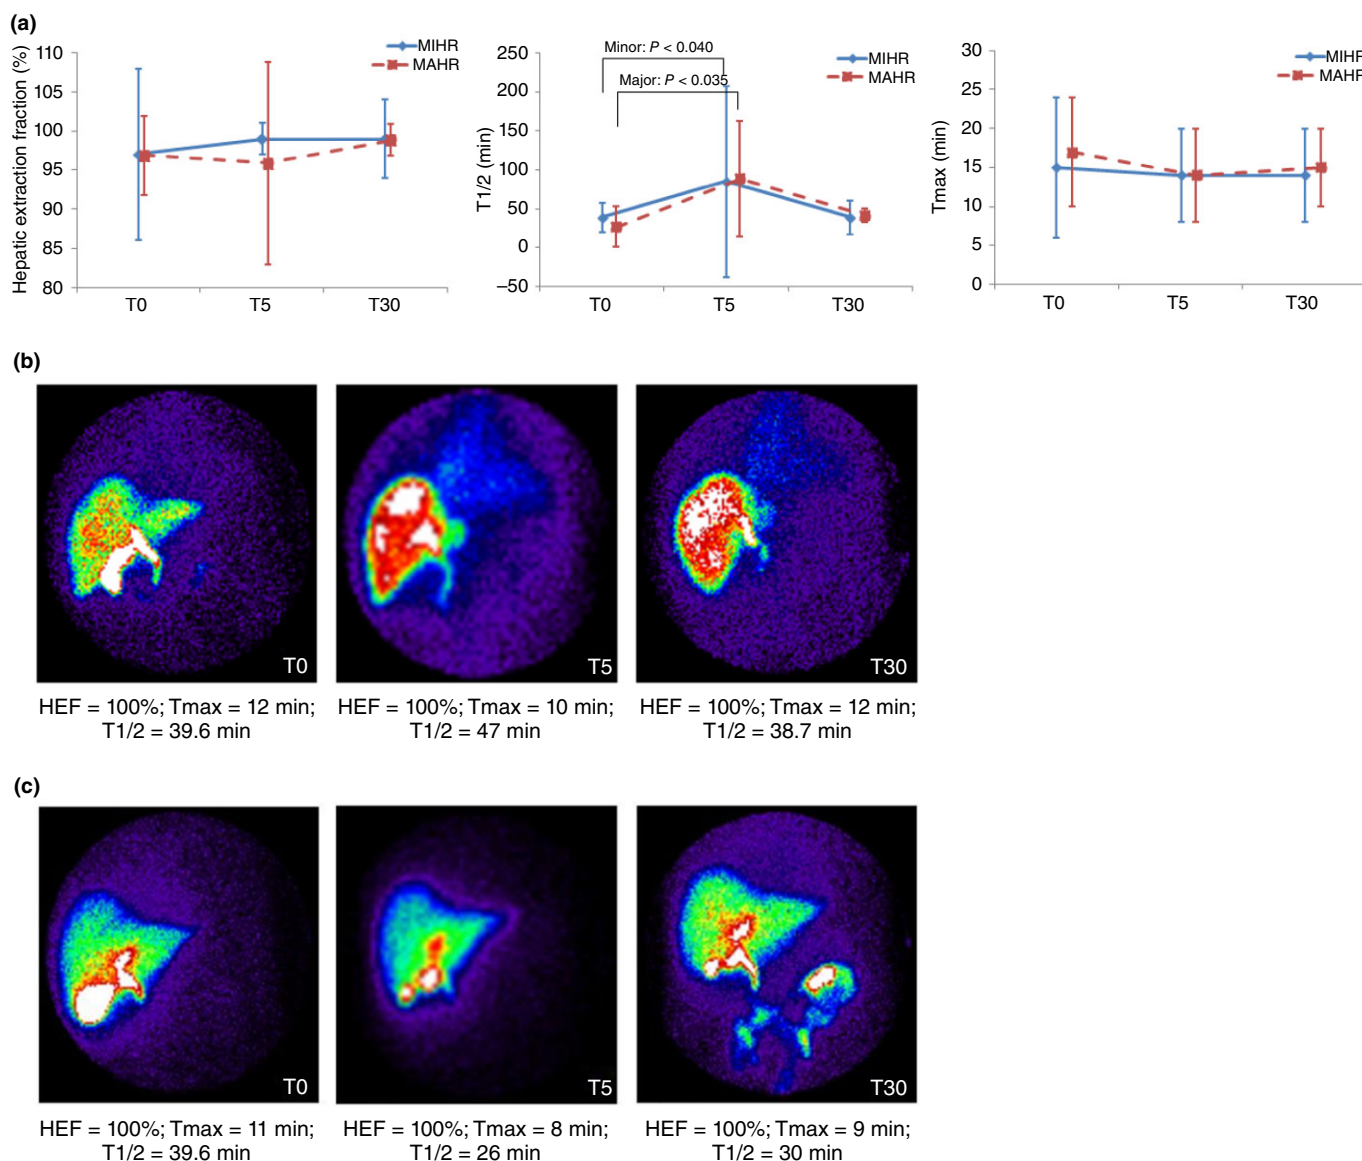 (a)
Hepatic extraction fraction (%)
110
105
100
95
90
85
80
T0
T5
T30
MIHR
MAHR
T1/2 (min)
250
200
150
100
50
0
–50
T0
T5
T30
Minor: P < 0.040
Major: P < 0.035
MIHR
MAHR
Tmax (min)
30
25
20
15
10
5
0
T0
T5
T30
MIHR
MAHR
(b)
T0
T5
T30
HEF = 100%; Tmax = 12 min;
T1/2 = 39.6 min
HEF = 100%; Tmax = 10 min;
T1/2 = 47 min
HEF = 100%; Tmax = 12 min;
T1/2 = 38.7 min
(c)
T0
T5
T30
HEF = 100%; Tmax = 11 min;
T1/2 = 39.6 min
HEF = 100%; Tmax = 8 min;
T1/2 = 26 min
HEF = 100%; Tmax = 9 min;
T1/2 = 30 min